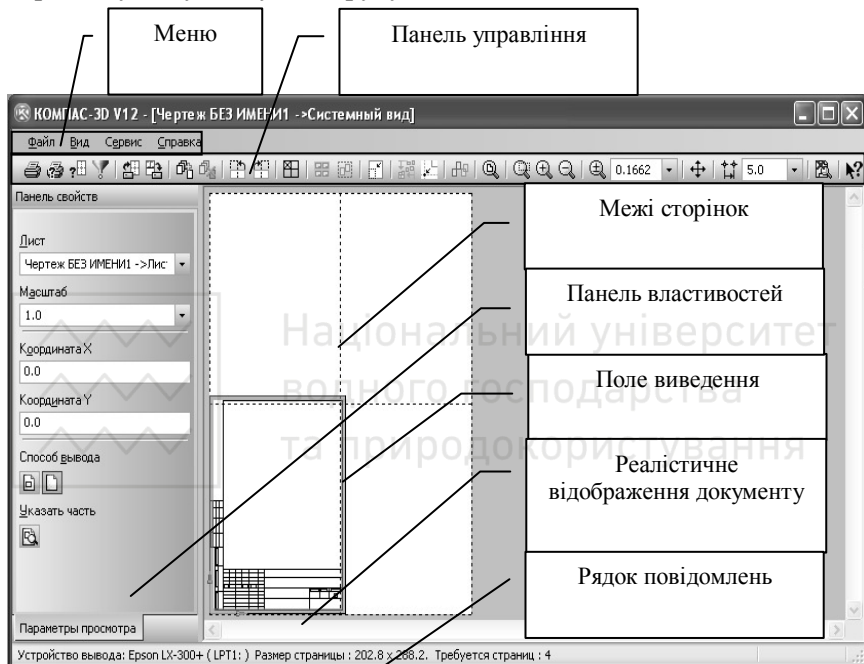 Меню
Панель управління
КОМПАС-3D V12 - [Чертеж БЕЗ ИМЕНИ1 ->Системный вид]
Файл Вид Сервис Справка
0.1662 5.0
Панель свойств
Лист
Чертеж БЕЗ ИМЕНИ1 ->Лис
Масштаб
1.0
Координата X
0.0
Координата Y
0.0
Способ вывода
Указать часть
Параметры просмотра
Межі сторінок
Панель властивостей
Поле виведення
Реалістичне
відображення документу
Рядок повідомлень
Національний університет
водного господарства
та природокористування
Устройство вывода: Epson LX-300+ ( LPT1: ) Размер страницы : 202.8 x 288.2. Требуется страниц : 4